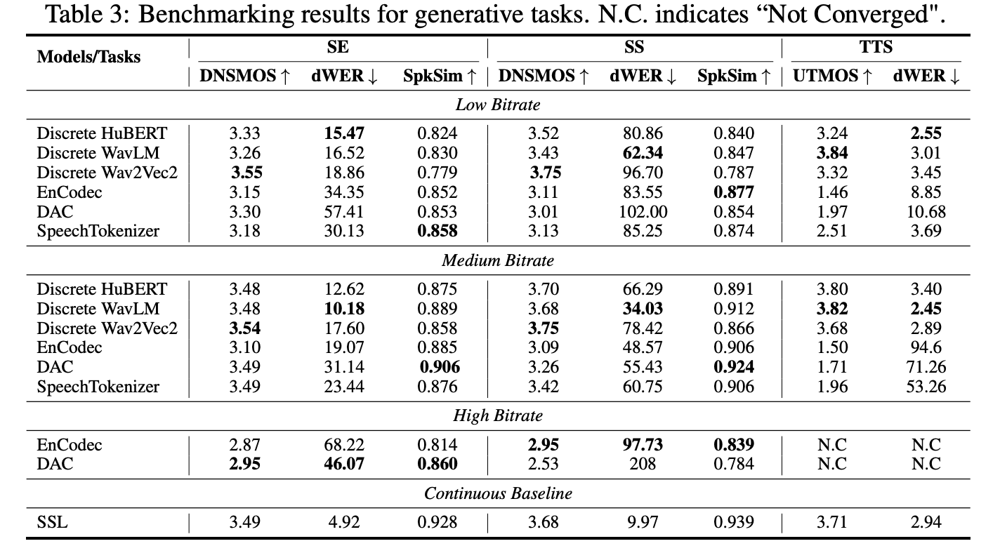 Table 3: Benchmarking results for generative tasks. N.C. indicates “Not Converged".
Models/Tasks SE SS TTS
DNSMOS ↑ dWER ↓ SpkSim ↑ DNSMOS ↑ dWER ↓ SpkSim ↑ UTMOS ↑ dWER ↓
Low Bitrate
Discrete HuBERT 3.33 15.47 0.824 3.52 80.86 0.840 3.24 2.55
Discrete WavLM 3.26 16.52 0.830 3.43 62.34 0.847 3.84 3.01
Discrete Wav2Vec2 3.55 18.86 0.779 3.75 96.70 0.787 3.32 3.45
EnCodec 3.15 34.35 0.852 3.11 83.55 0.877 1.46 8.85
DAC 3.30 57.41 0.853 3.01 102.00 0.854 1.97 10.68
SpeechTokenizer 3.18 30.13 0.858 3.13 85.25 0.874 2.51 3.69
Medium Bitrate
Discrete HuBERT 3.48 12.62 0.875 3.70 66.29 0.891 3.80 3.40
Discrete WavLM 3.48 10.18 0.889 3.68 34.03 0.912 3.82 2.45
Discrete Wav2Vec2 3.54 17.60 0.858 3.75 78.42 0.866 3.68 2.89
EnCodec 3.10 19.07 0.885 3.09 48.57 0.906 1.50 94.6
DAC 3.49 31.14 0.906 3.26 55.43 0.924 1.71 71.26
SpeechTokenizer 3.49 23.44 0.876 3.42 60.75 0.906 1.96 53.26
High Bitrate
EnCodec 2.87 68.22 0.814 2.95 97.73 0.839 N.C N.C
DAC 2.95 46.07 0.860 2.53 208 0.784 N.C N.C
Continuous Baseline
SSL 3.49 4.92 0.928 3.68 9.97 0.939 3.71 2.94